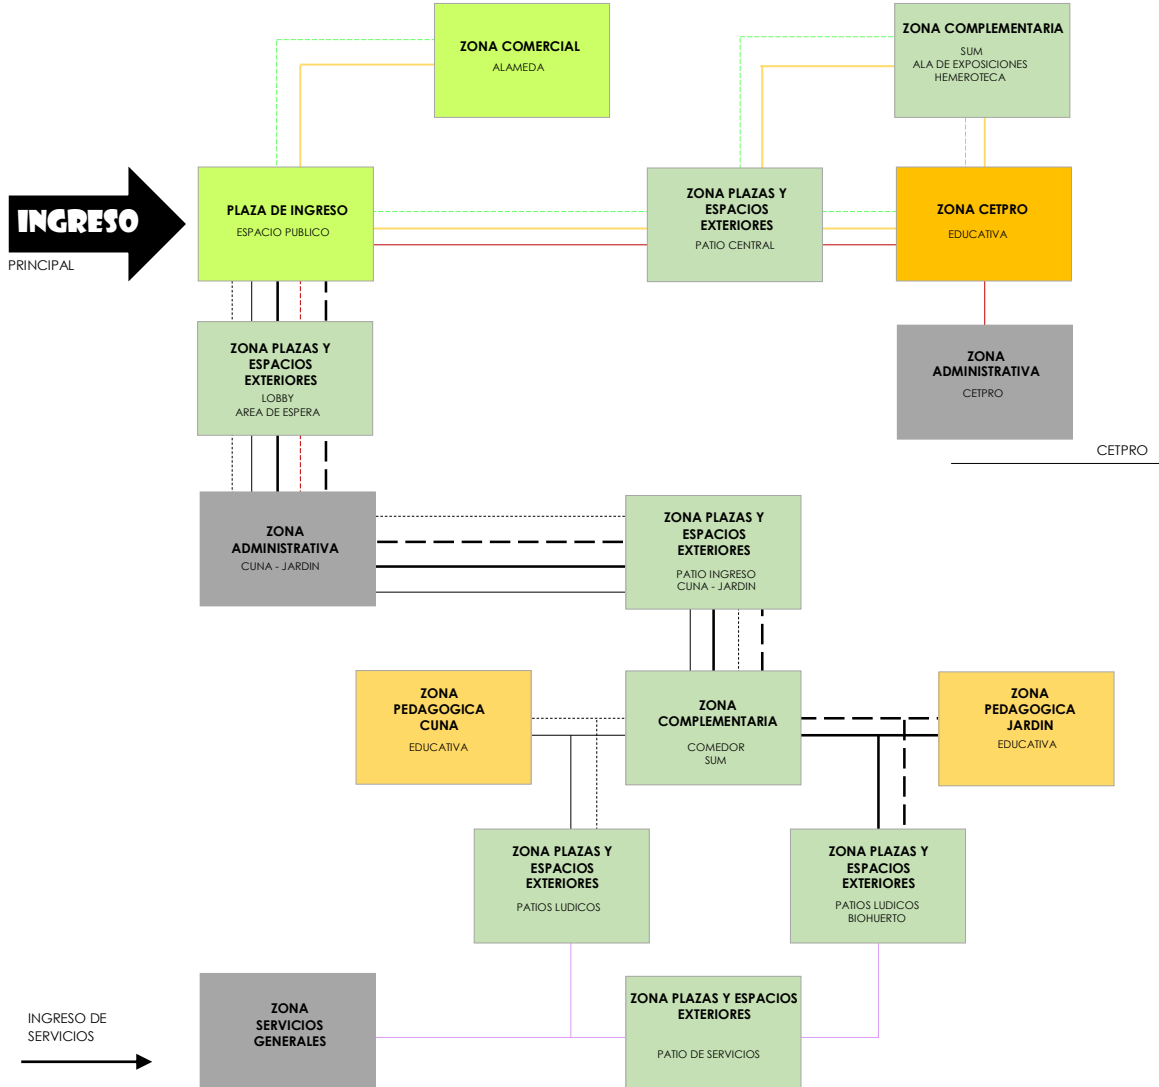 ZONA COMERCIAL
ALAMEDA
ZONA COMPLEMENTARIA
SUM
ALA DE EXPOSICIONES
HEMEROTECA
INGRESO
PRINCIPAL
PLAZA DE INGRESO
ESPACIO PUBLICO
ZONA PLAZAS Y
ESPACIOS
EXTERIORES
PATIO CENTRAL
ZONA CETPRO
EDUCATIVA
ZONA PLAZAS Y
ESPACIOS
EXTERIORES
LOBBY
AREA DE ESPERA
ZONA
ADMINISTRATIVA
CETPRO
CETPRO
ZONA
ADMINISTRATIVA
CUNA - JARDIN
ZONA PLAZAS Y
ESPACIOS
EXTERIORES
PATIO INGRESO
CUNA - JARDIN
ZONA
PEDAGOGICA
CUNA
EDUCATIVA
ZONA
COMPLEMENTARIA
COMEDOR
SUM
ZONA
PEDAGOGICA
JARDIN
EDUCATIVA
ZONA PLAZAS Y
ESPACIOS
EXTERIORES
PATIOS LUDICOS
ZONA PLAZAS Y
ESPACIOS
EXTERIORES
PATIOS LUDICOS
BIOHUERTO
INGRESO DE
SERVICIOS
ZONA
SERVICIOS
GENERALES
ZONA PLAZAS Y ESPACIOS
EXTERIORES
PATIO DE SERVICIOS